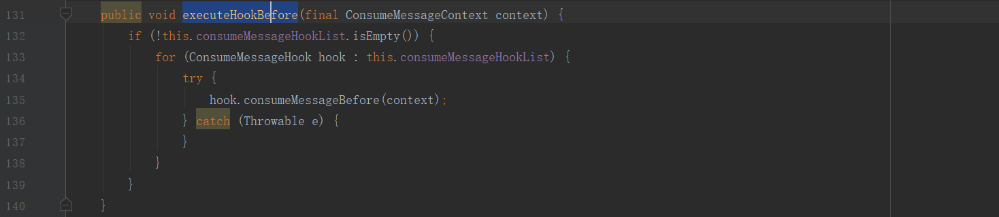 131 public void executeHookBefore(final ConsumeMessageContext context) {
132 if (!this.consumeMessageHookList.isEmpty()) {
133 for (ConsumeMessageHook hook : this.consumeMessageHookList) {
134 try {
135 hook.consumeMessageBefore(context);
136 } catch (Throwable e) {
137 }
138 }
139 }
140 }